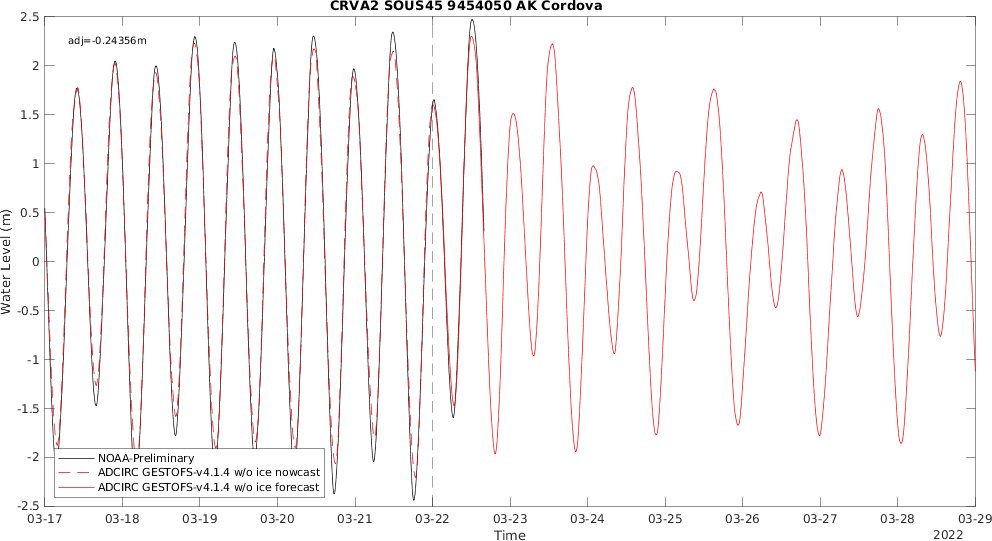 CRVA2 SOUS45 9454050 AK Cordova
adj=-0.24356m
2.5
2
1.5
1
0.5
0
-0.5
-1
-1.5
-2
-2.5
Water Level (m)
NOAA-Preliminary
ADCIRC GESTOFS-v4.1.4 w/o ice nowcast
ADCIRC GESTOFS-v4.1.4 w/o ice forecast
03-17 03-18 03-19 03-20 03-21 03-22 03-23 03-24 03-25 03-26 03-27 03-28 03-29
Time
2022